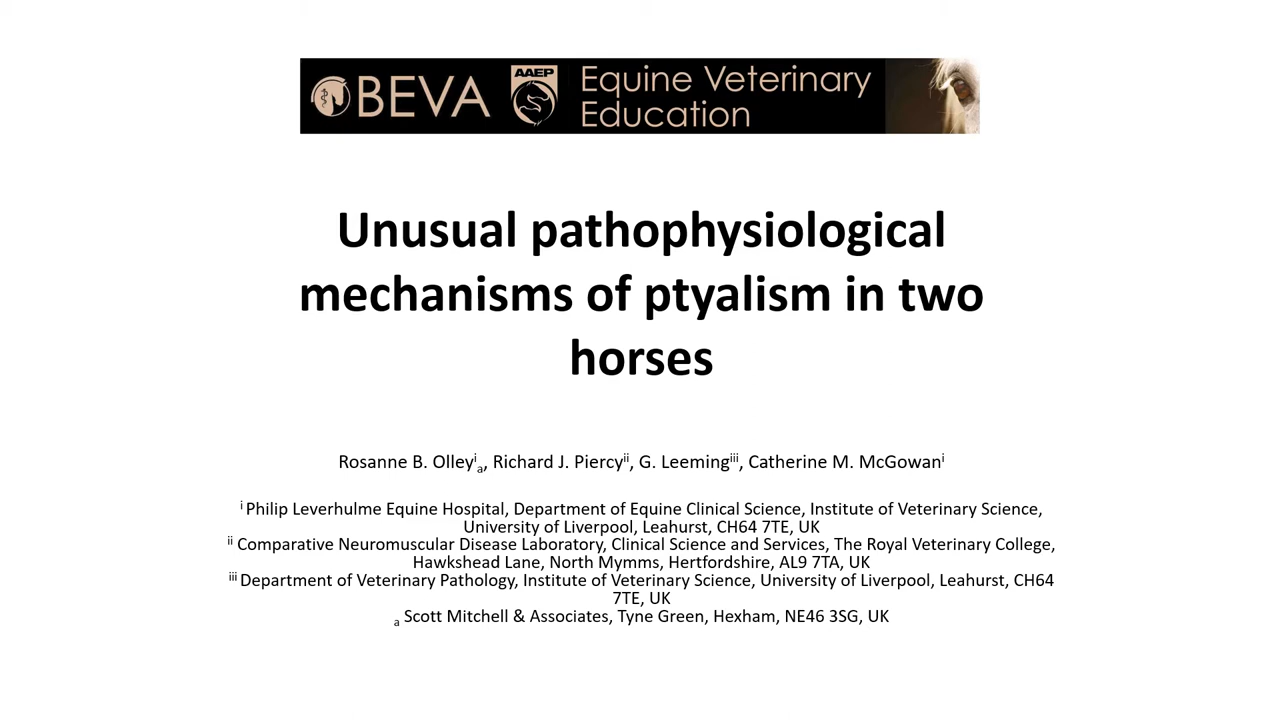 BEVA AAEP Equine Veterinary
Education
Unusual pathophysiological
mechanisms of ptyalism in two
horses
Rosanne B. Olleyⁱₐ, Richard J. Piercyⁱⁱ, G. Leemingⁱⁱⁱ, Catherine M. McGowanⁱ
ⁱ Philip Leverhulme Equine Hospital, Department of Equine Clinical Science, Institute of Veterinary Science,
University of Liverpool, Leahurst, CH64 7TE, UK
ⁱⁱ Comparative Neuromuscular Disease Laboratory, Clinical Science and Services, The Royal Veterinary College,
Hawkshead Lane, North Mymms, Hertfordshire, AL9 7TA, UK
ⁱⁱⁱ Department of Veterinary Pathology, Institute of Veterinary Science, University of Liverpool, Leahurst, CH64
7TE, UK
ₐ Scott Mitchell & Associates, Tyne Green, Hexham, NE46 3SG, UK